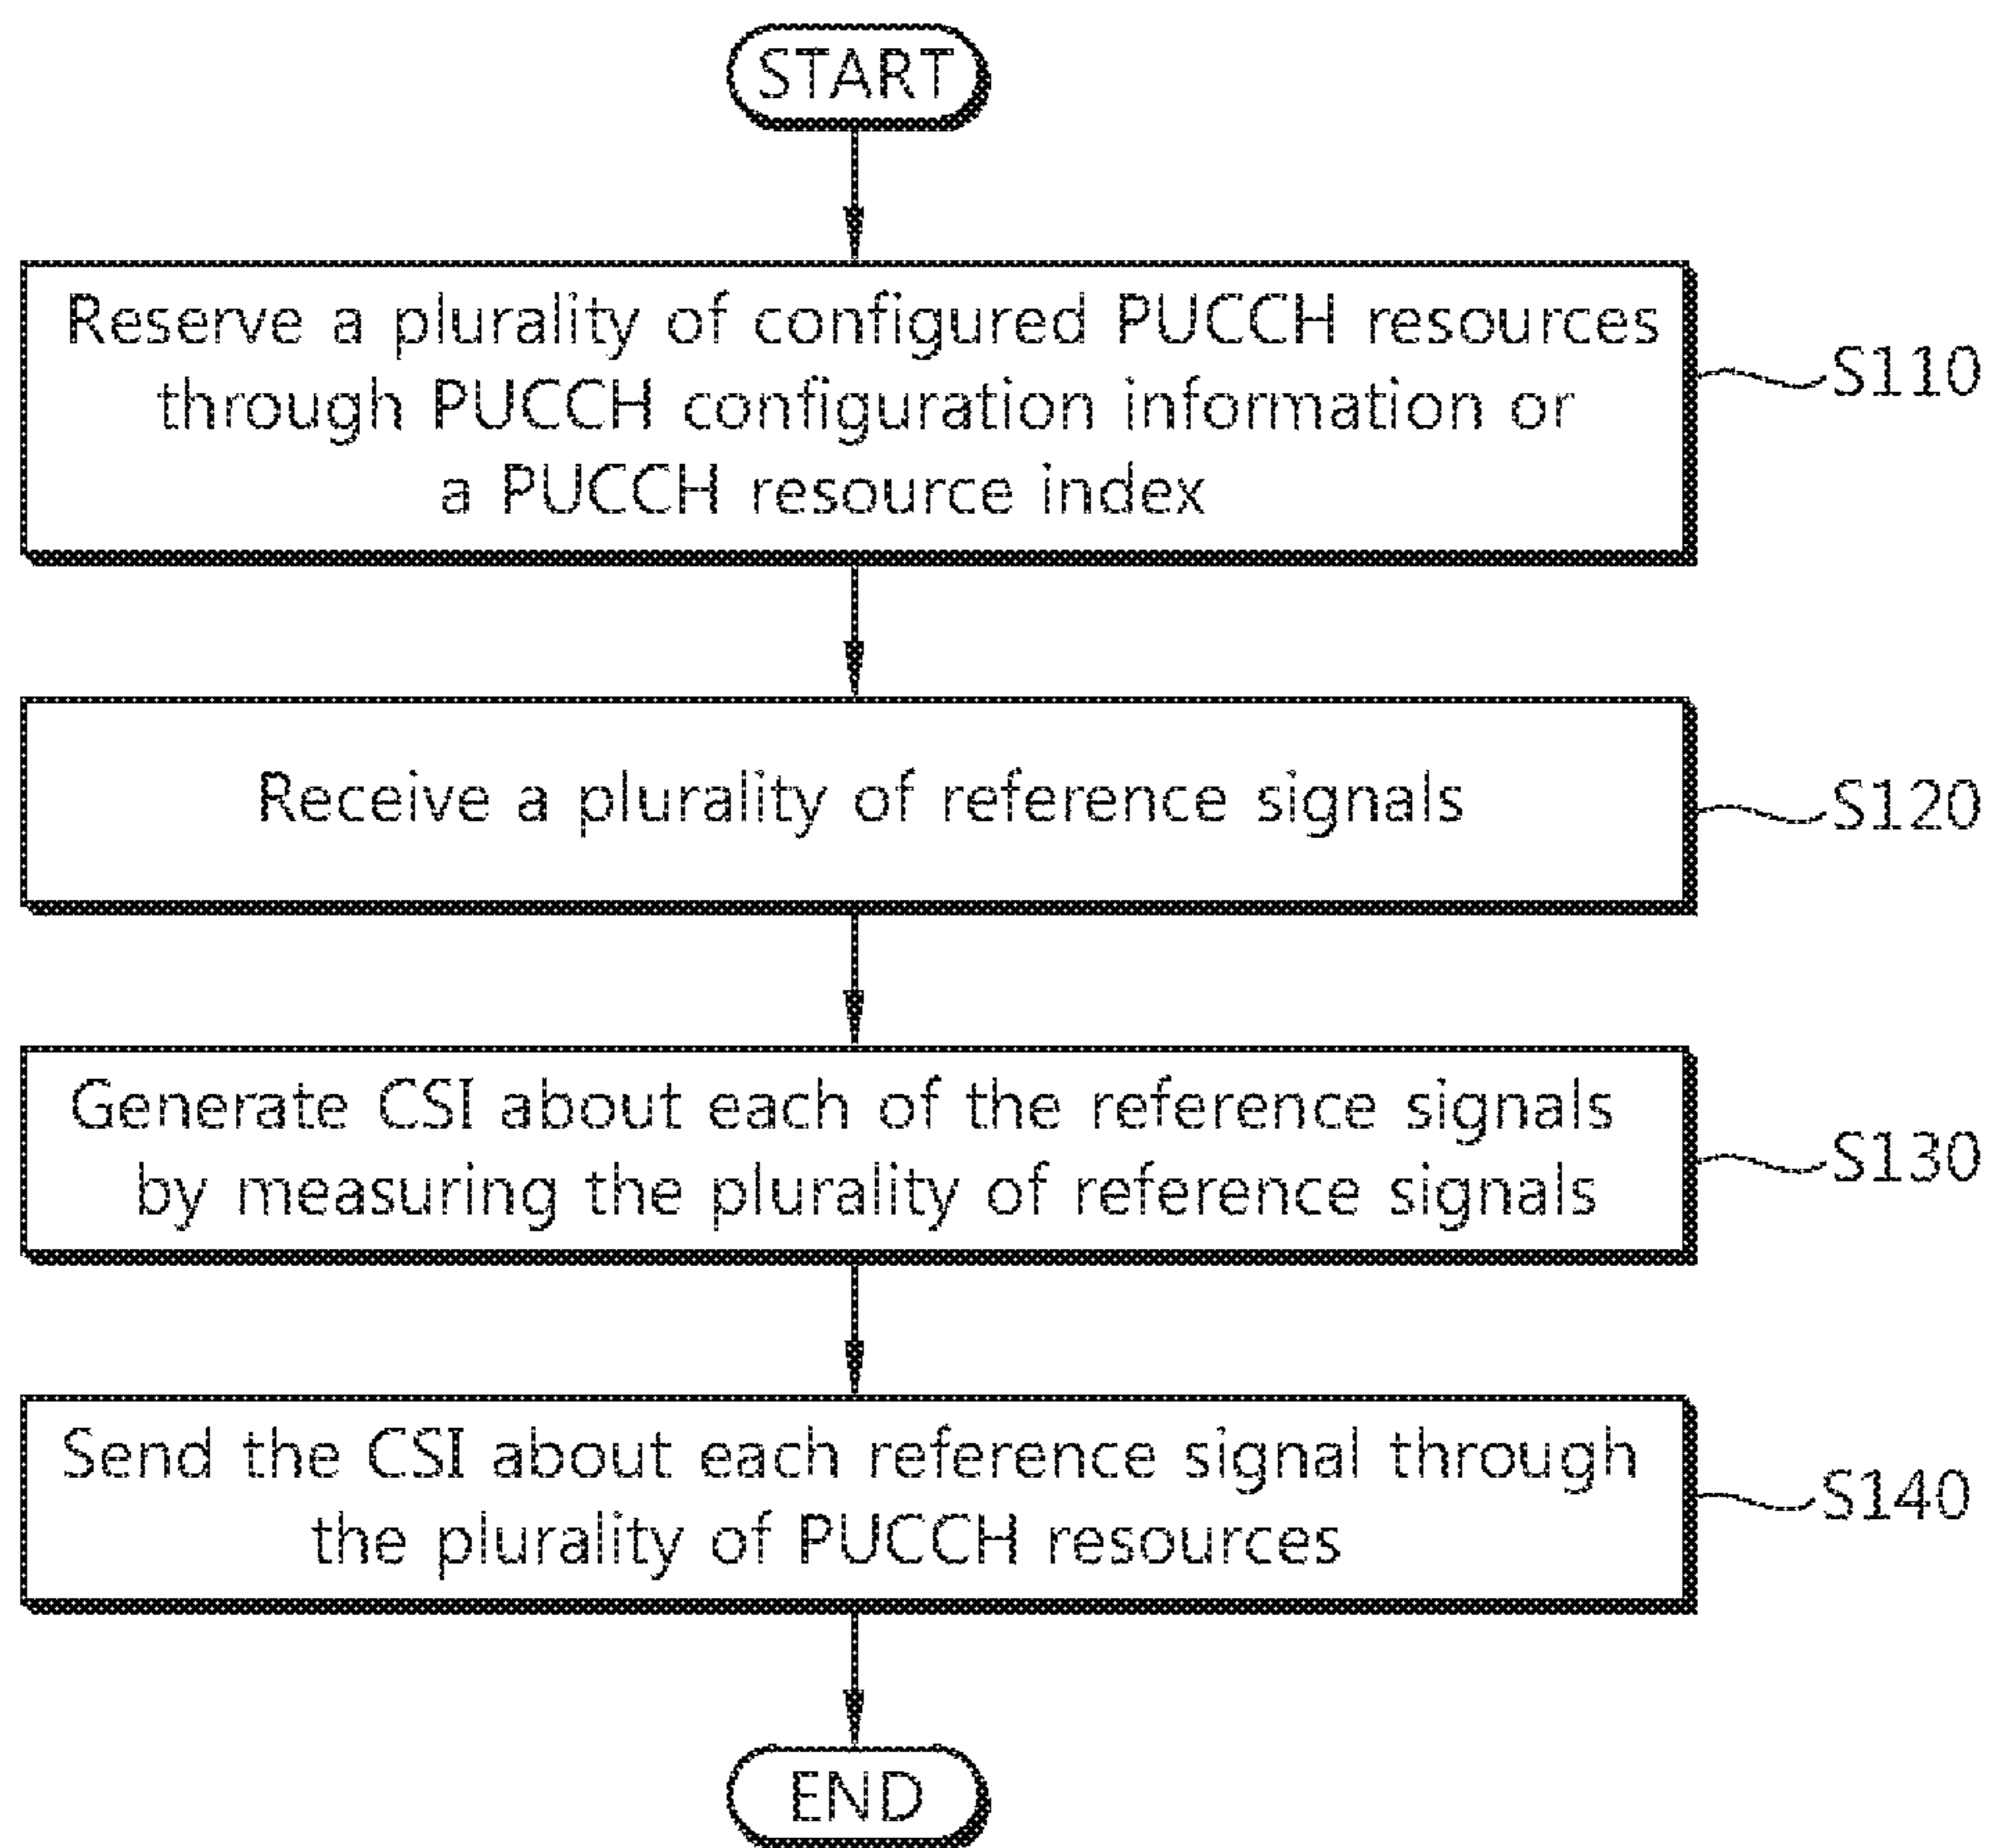 START
Reserve a plurality of configured PUCCH resources
through PUCCH configuration information or
a PUCCH resource index
S110
Receive a plurality of reference signals
S120
Generate CSI about each of the reference signals
by measuring the plurality of reference signals
S130
Send the CSI about each reference signal through
the plurality of PUCCH resources
S140
END